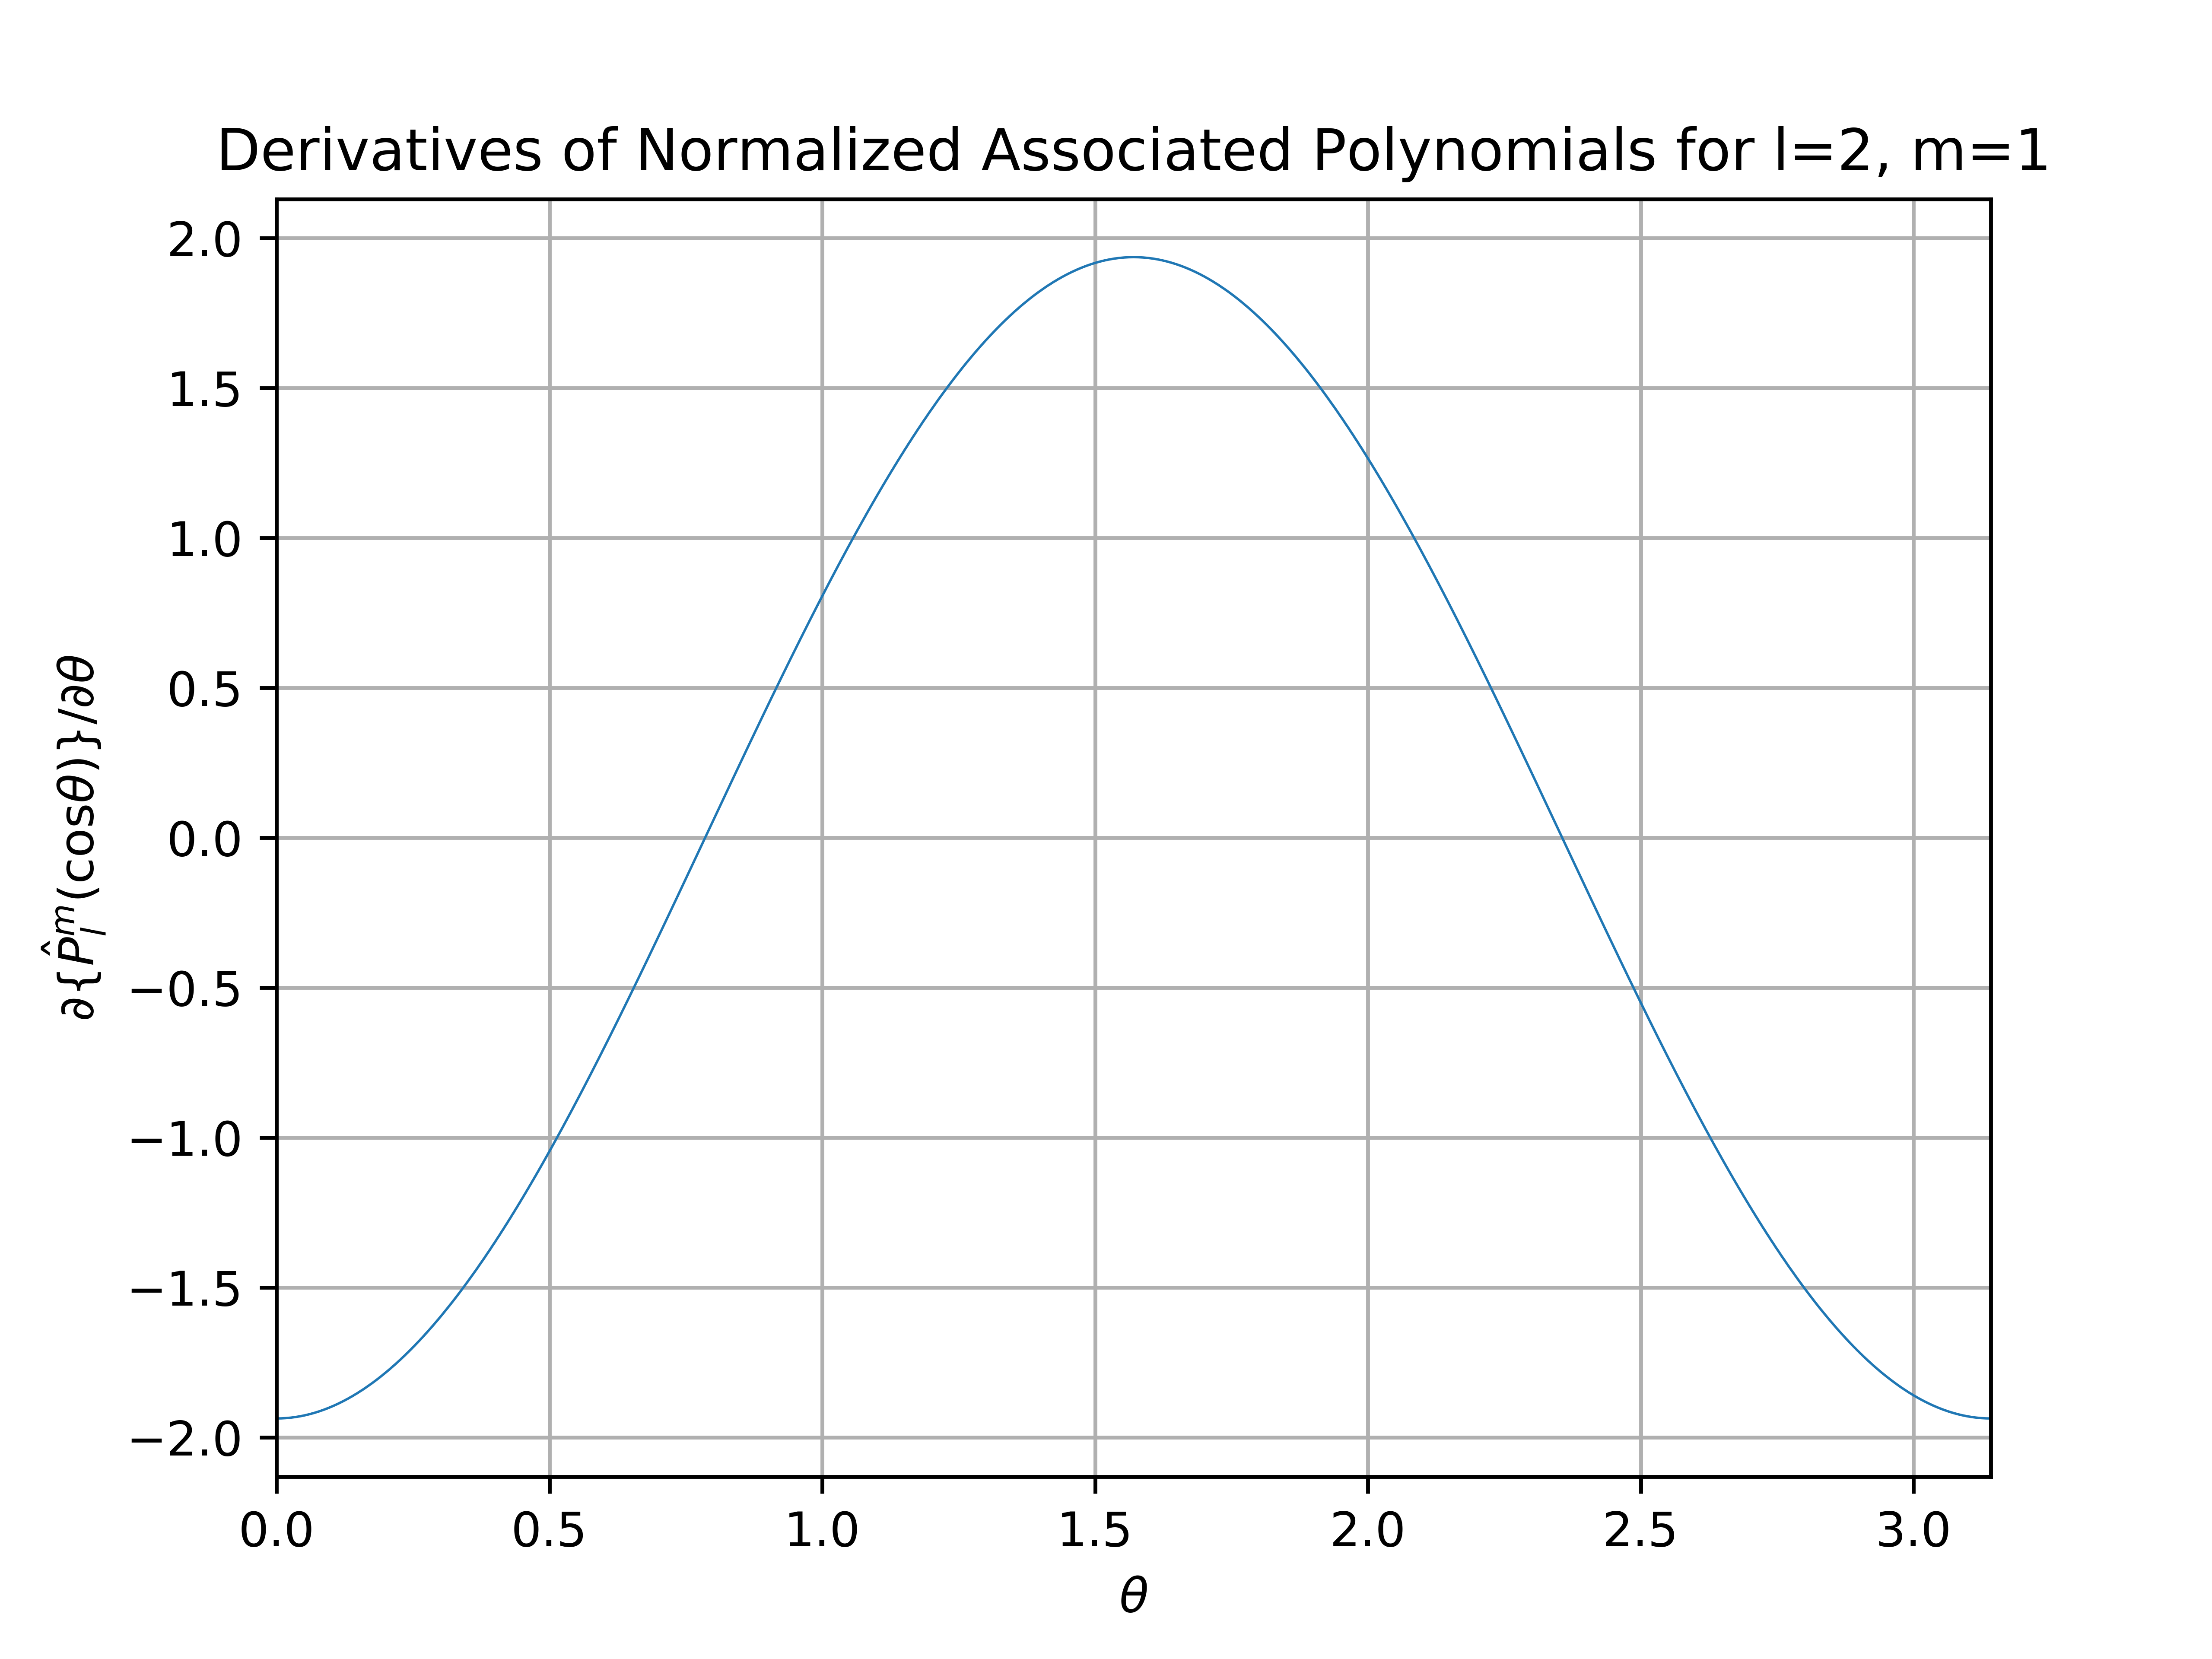 Derivatives of Normalized Associated Polynomials for l=2, m=1
∂{P̂ₗᵐ(cosθ)}/∂θ
2.0
1.5
1.0
0.5
0.0
−0.5
−1.0
−1.5
−2.0
0.0 0.5 1.0 1.5 2.0 2.5 3.0
θ